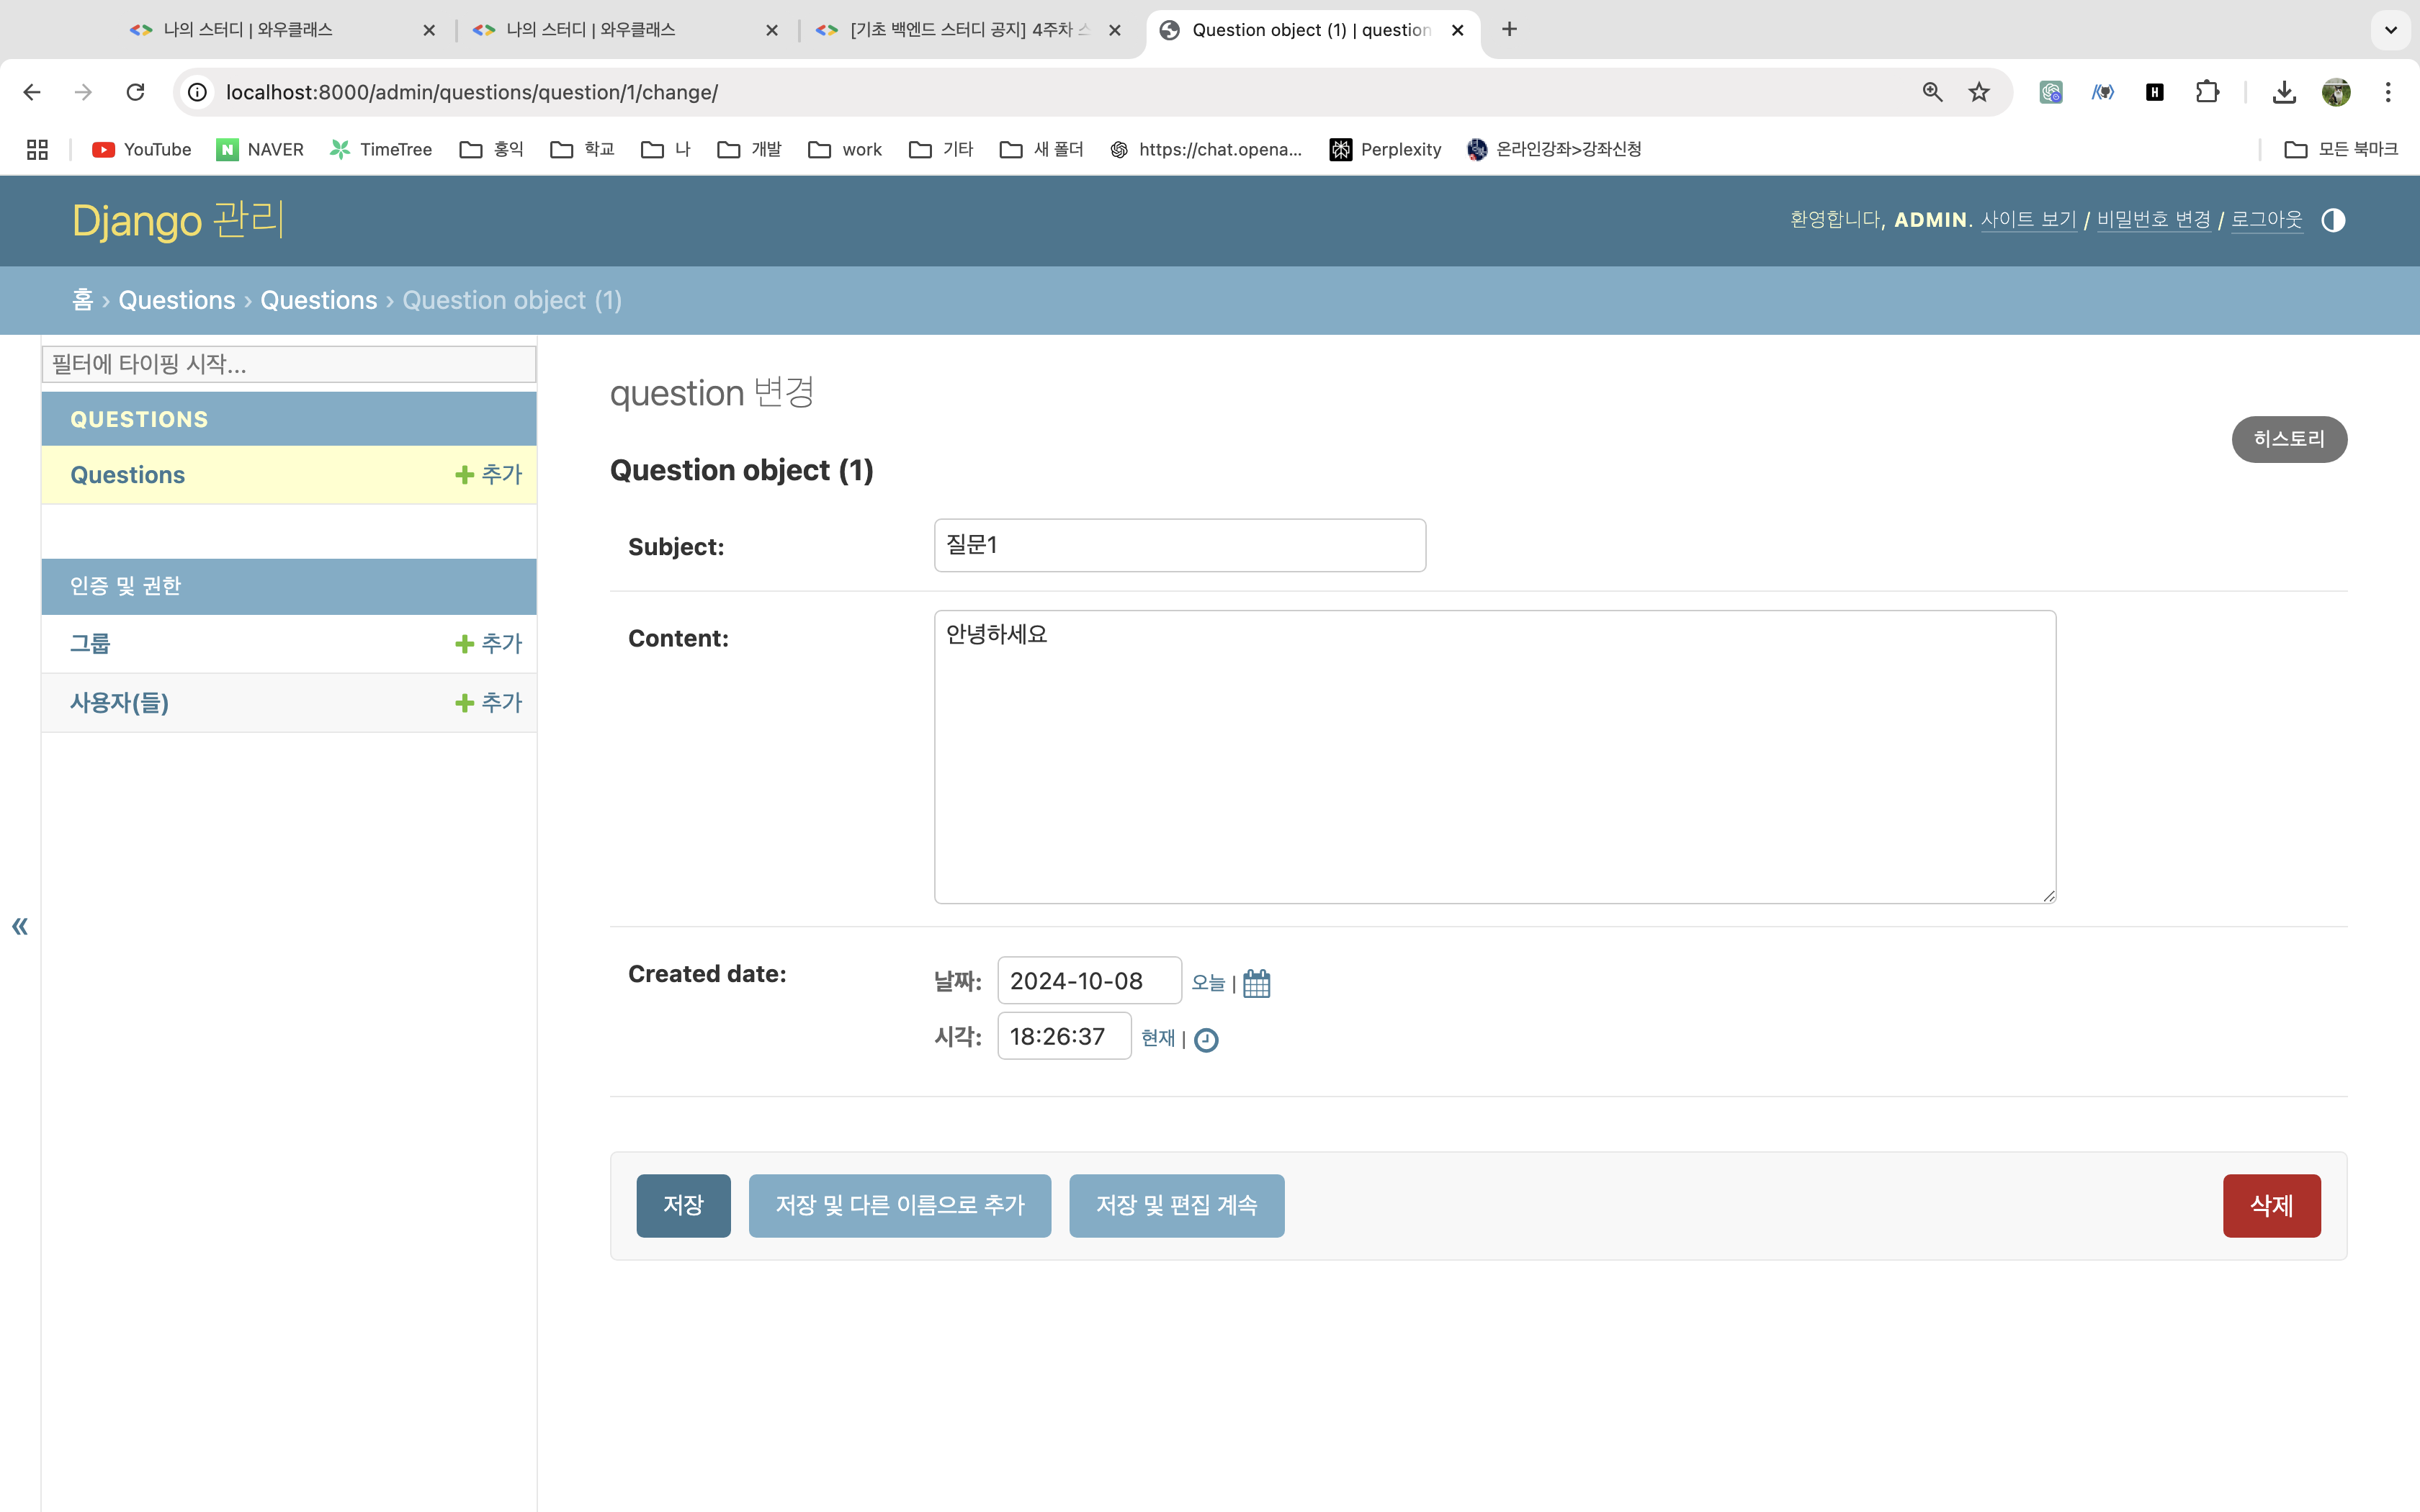 나의 스터디 | 와우클래스
나의 스터디 | 와우클래스
[기초 백엔드 스터디 공지] 4주차 스
Question object (1) | question
localhost:8000/admin/questions/question/1/change/
YouTube
NAVER
TimeTree
홍익
학교
나
개발
work
기타
새 폴더
https://chat.opena...
Perplexity
온라인강좌>강좌신청
모든 북마크
Django 관리
환영합니다, ADMIN. 사이트 보기 / 비밀번호 변경 / 로그아웃
홈 › Questions › Questions › Question object (1)
필터에 타이핑 시작...
QUESTIONS
Questions
추가
인증 및 권한
그룹
추가
사용자(들)
추가
«
question 변경
히스토리
Question object (1)
Subject:
질문1
Content:
안녕하세요
Created date:
날짜: 2024-10-08 오늘 |
시각: 18:26:37 현재 |
저장
저장 및 다른 이름으로 추가
저장 및 편집 계속
삭제